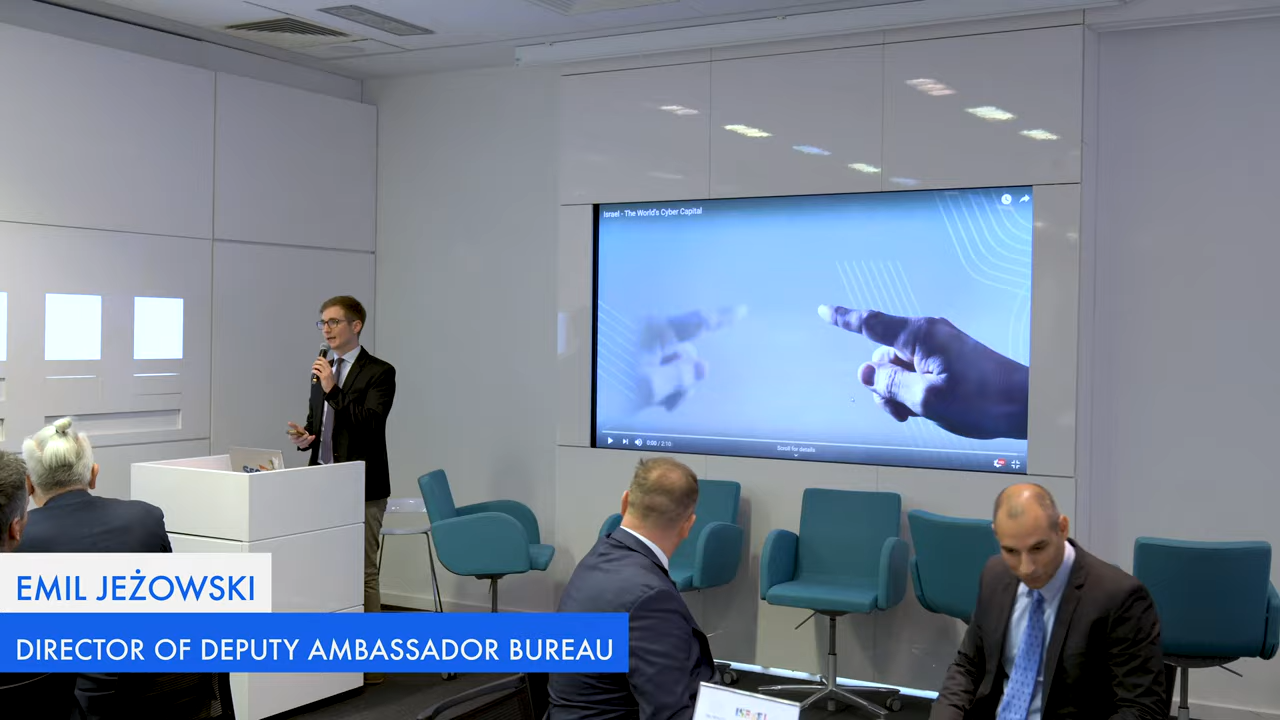 Israel - The World's Cyber Capital
0:00 / 2:10
Scroll for details
EMIL JEŻOWSKI
DIRECTOR OF DEPUTY AMBASSADOR BUREAU